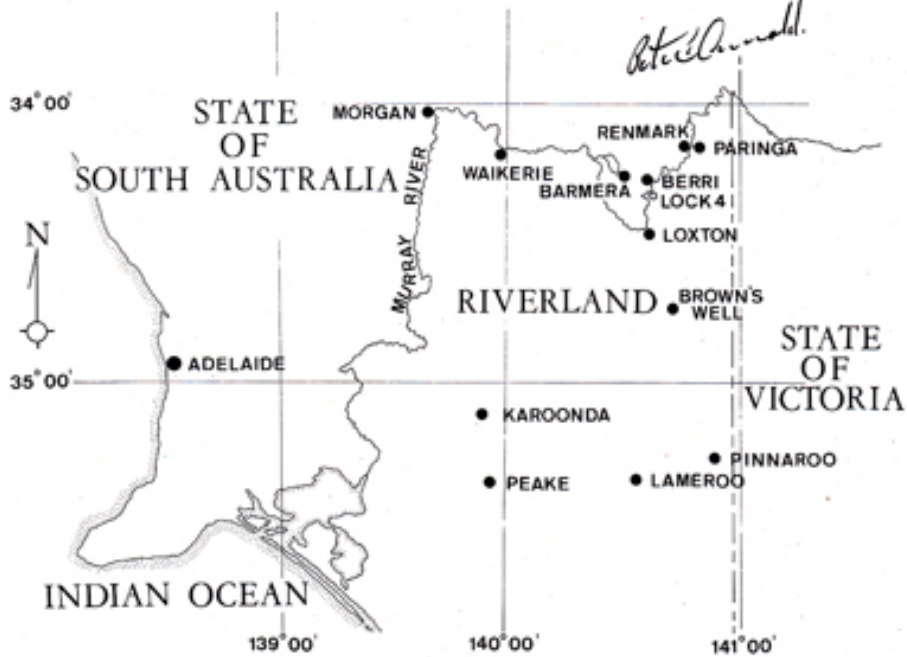 34°00'
STATE
OF
SOUTH AUSTRALIA
MORGAN
RENMARK
PARINGA
WAIKERIE
BARMERA
BERRI
LOCK 4
MURRAY RIVER
LOXTON
N
RIVERLAND
BROWN'S
WELL
STATE
OF
VICTORIA
ADELAIDE
35°00'
KAROONDA
PINNAROO
PEAKE
LAMEROO
INDIAN OCEAN
139°00'
140°00'
141°00'